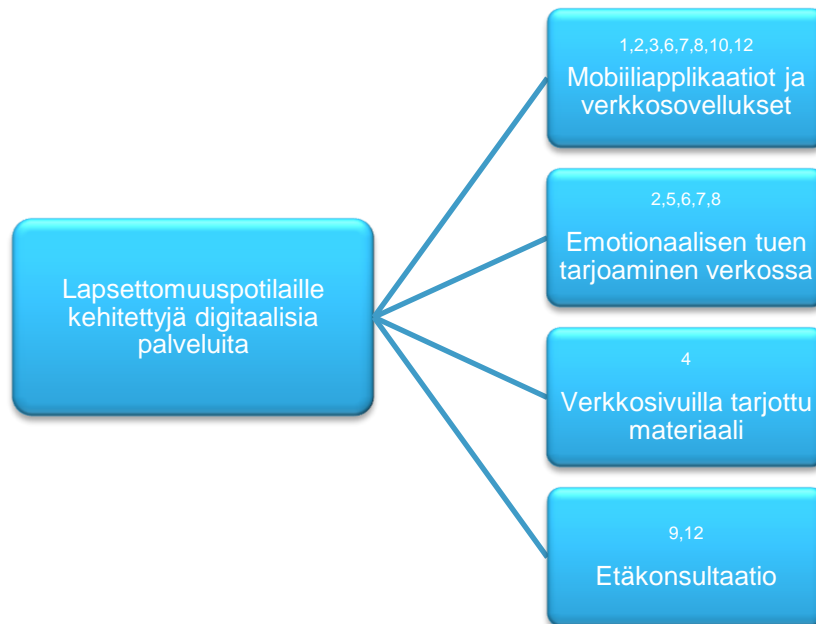 Lapsettomuuspotilaille
kehitettyjä digitaalisia
palveluita
1,2,3,6,7,8,10,12
Mobiiliapplikaatiot ja
verkkosovellukset
2,5,6,7,8
Emotionaalisen tuen
tarjoaminen verkossa
4
Verkkosivuilla tarjottu
materiaali
9,12
Etäkonsultaatio